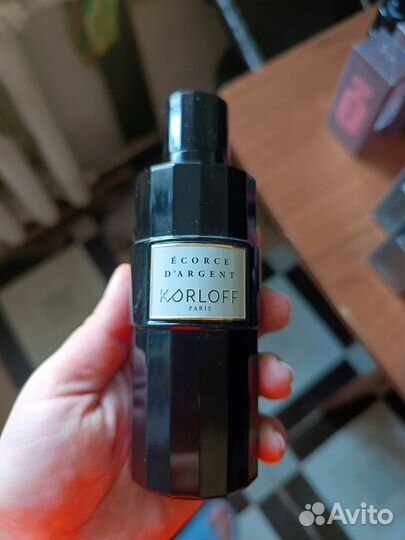 ÉCORCE
D'ARGENT
KORLOFF
PARIS
Avito